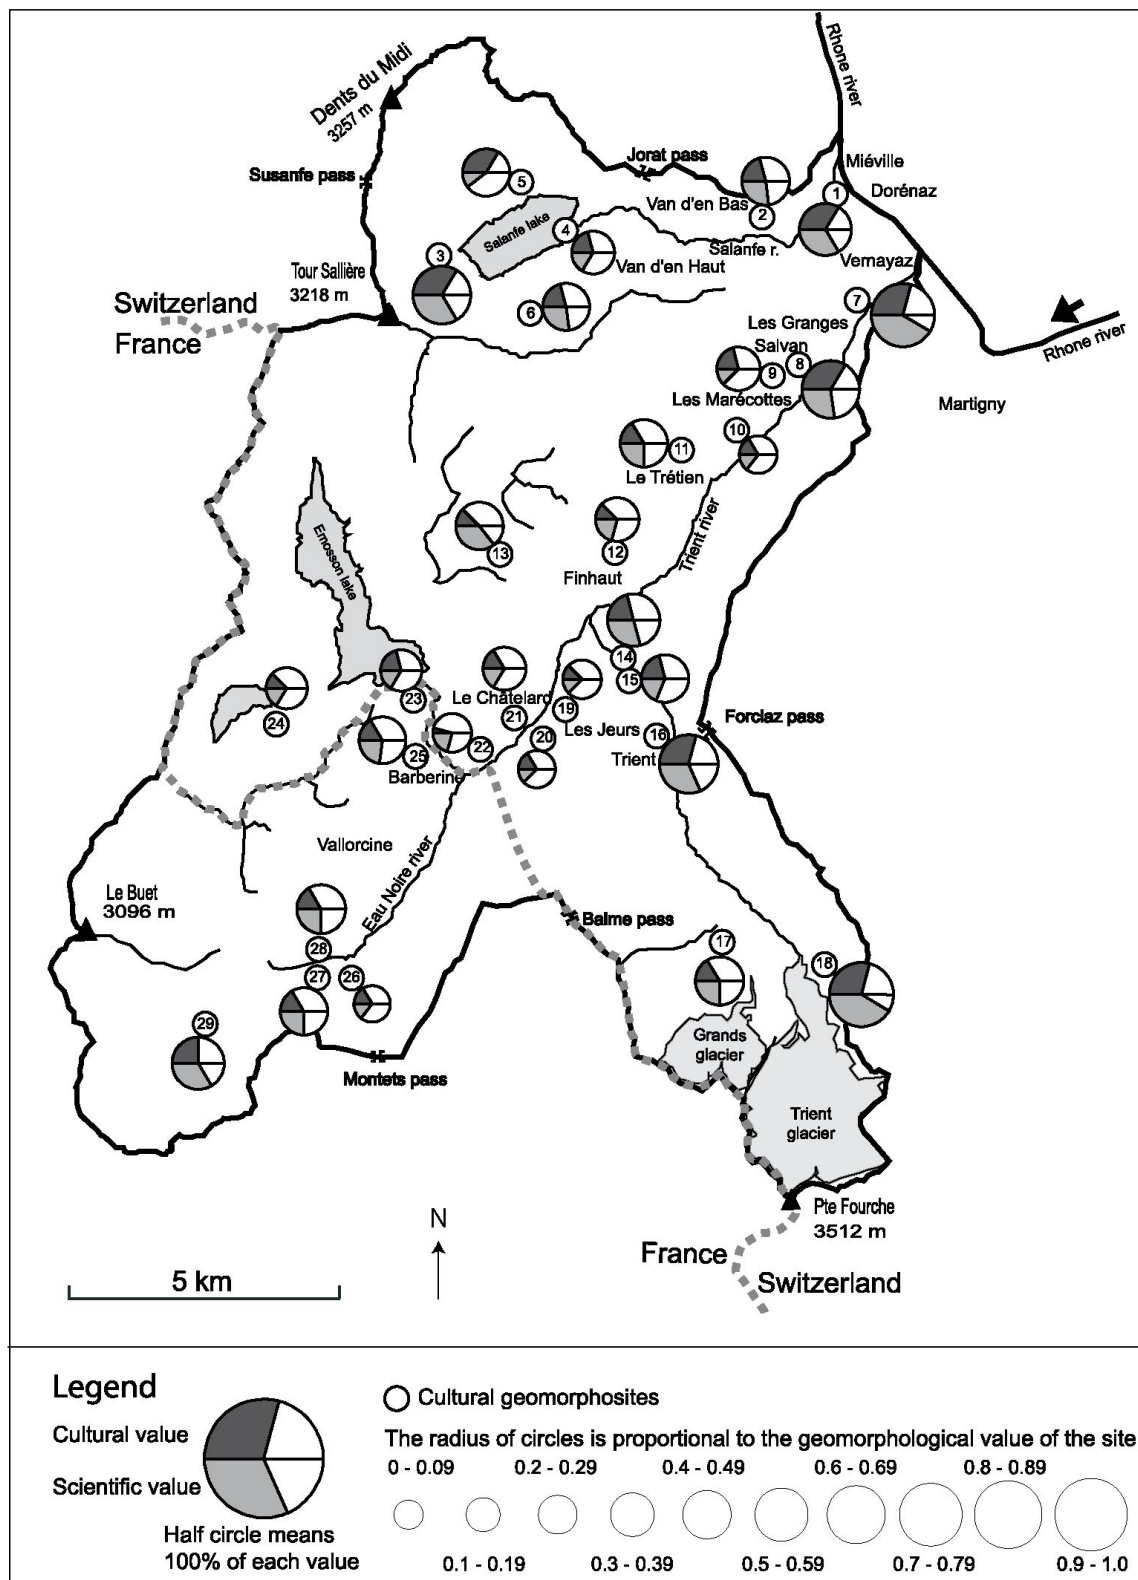 Dents du Midi
3257 m
Rhone river
Susanfe pass
Jorat pass
Miéville
Dorénaz
5
1
Van d'en Bas
2
Salanfe lake
4
Salanfe r.
Vernayaz
3
Van d'en Haut
Tour Sallière
3218 m
Switzerland
France
6
7
Les Granges
Salvan
8
9
Les Marécottes
Rhone river
Martigny
10
11
Le Trétien
Trient river
13
12
Finhaut
Emosson lake
14
15
23
Le Châtelard
19
24
21
Les Jeurs
16
Forclaz pass
20
22
Trient
25
Barberine
Vallorcine
Eau Noire river
Le Buet
3096 m
Balme pass
28
17
18
27
26
29
Grands
glacier
Montets pass
Trient
glacier
Pte Fourche
3512 m
N
France
Switzerland
5 km
Legend
Cultural value
Scientific value
Half circle means
100% of each value
Cultural geomorphosites
The radius of circles is proportional to the geomorphological value of the site
0 - 0.09
0.2 - 0.29
0.4 - 0.49
0.6 - 0.69
0.8 - 0.89
0.1 - 0.19
0.3 - 0.39
0.5 - 0.59
0.7 - 0.79
0.9 - 1.0